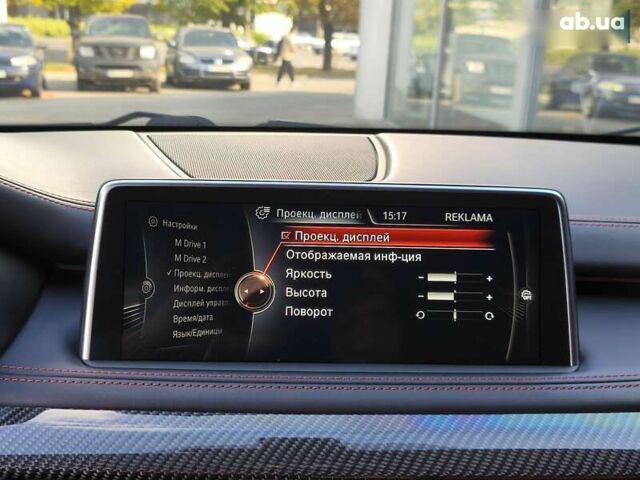 ab.ua
Настройки
M Drive 1
M Drive 2
✓ Проекц. дисплей
Информ. диспле
Дисплей управл.
Время/дата
Язык/Единицы
Проекц. дисплей
15:17
REKLAMA
Проекц. дисплей
Отображаемая инф-ция
Яркость
Высота
Поворот